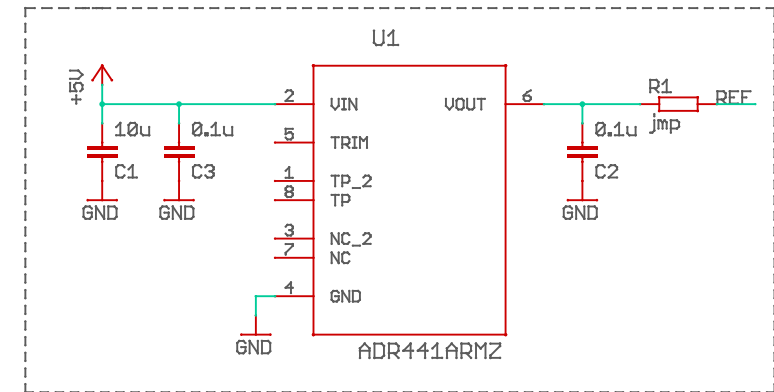 U1
+5V
2
VIN
VOUT
6
R1
REF
jmp
10u
0.1u
5
TRIM
0.1u
C1
C3
1
TP_2
C2
8
TP
GND
GND
GND
3
NC_2
7
NC
4
GND
GND
ADR441ARMZ